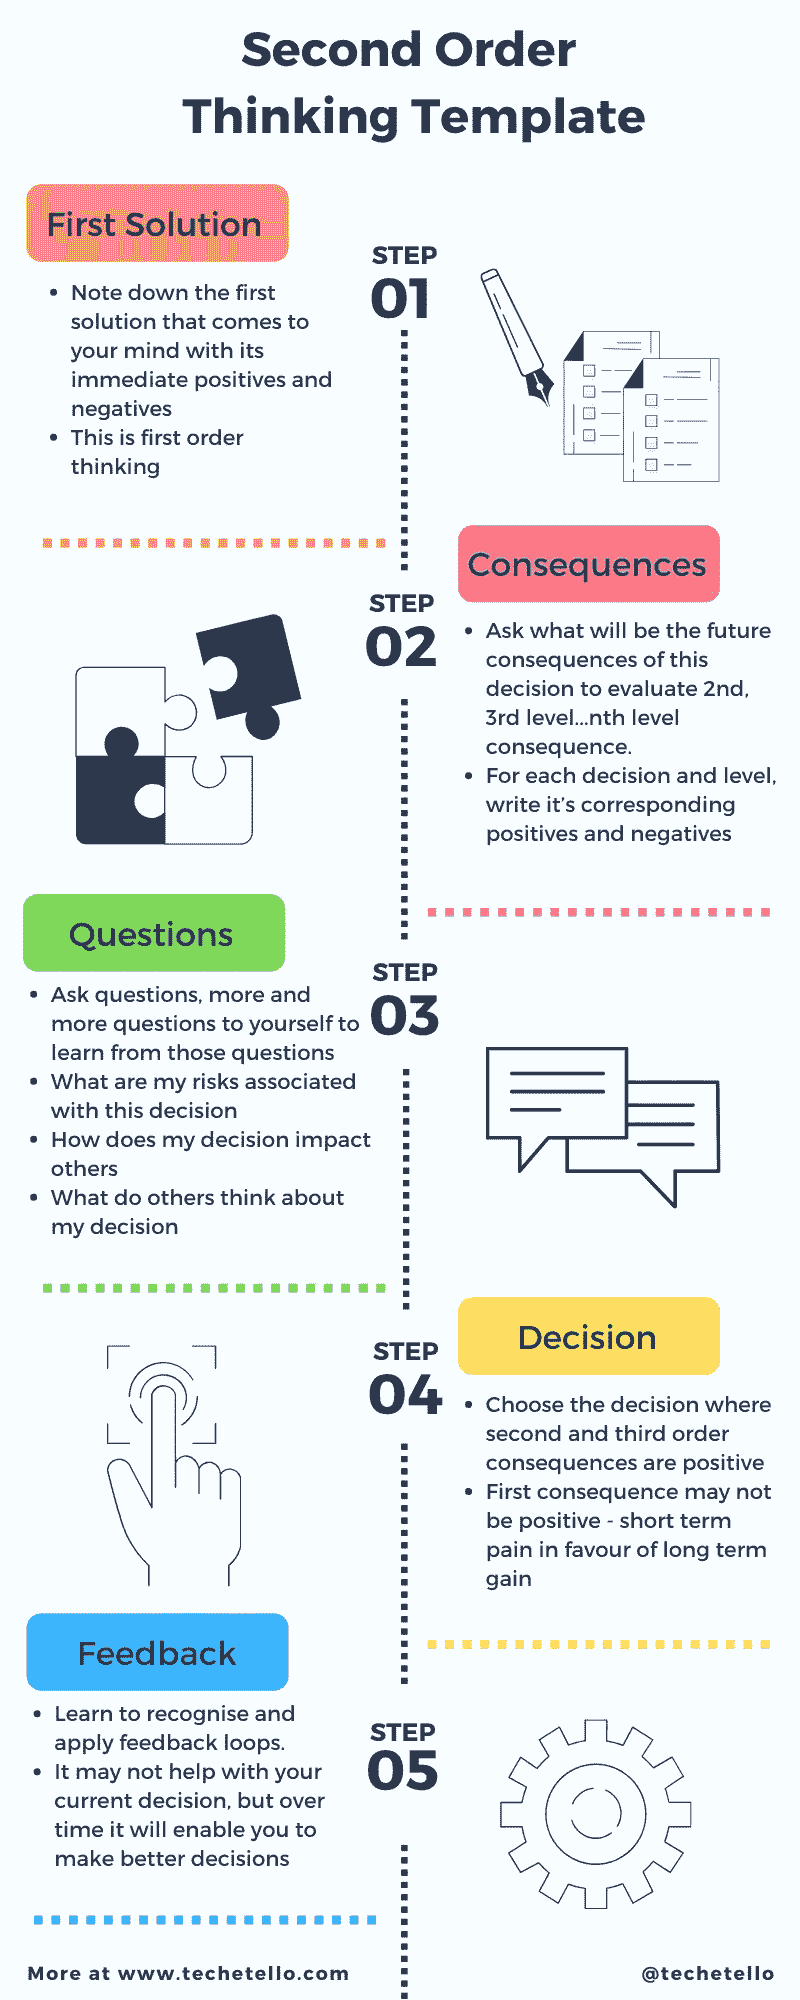 Second Order
Thinking Template
First Solution
STEP
01
Note down the first
solution that comes to
your mind with its
immediate positives and
negatives
This is first order
thinking
Consequences
STEP
02
Ask what will be the future
consequences of this
decision to evaluate 2nd,
3rd level...nth level
consequence.
For each decision and level,
write it's corresponding
positives and negatives
Questions
STEP
03
Ask questions, more and
more questions to yourself to
learn from those questions
What are my risks associated
with this decision
How does my decision impact
others
What do others think about
my decision
Decision
STEP
04
Choose the decision where
second and third order
consequences are positive
First consequence may not
be positive - short term
pain in favour of long term
gain
Feedback
STEP
05
Learn to recognise and
apply feedback loops.
It may not help with your
current decision, but over
time it will enable you to
make better decisions
More at www.techetello.com
@techetello